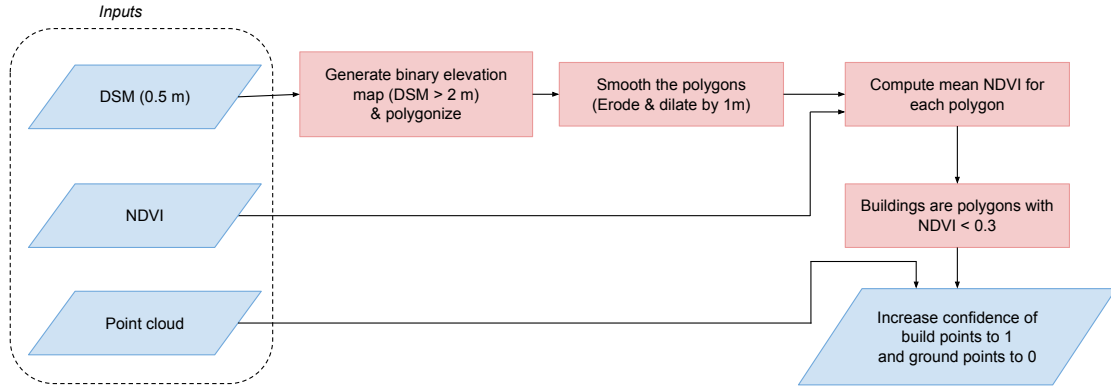 Inputs
DSM (0.5 m)
Generate binary elevation
map (DSM > 2 m)
& polygonize
Smooth the polygons
(Erode & dilate by 1m)
Compute mean NDVI for
each polygon
NDVI
Buildings are polygons with
NDVI < 0.3
Point cloud
Increase confidence of
build points to 1
and ground points to 0